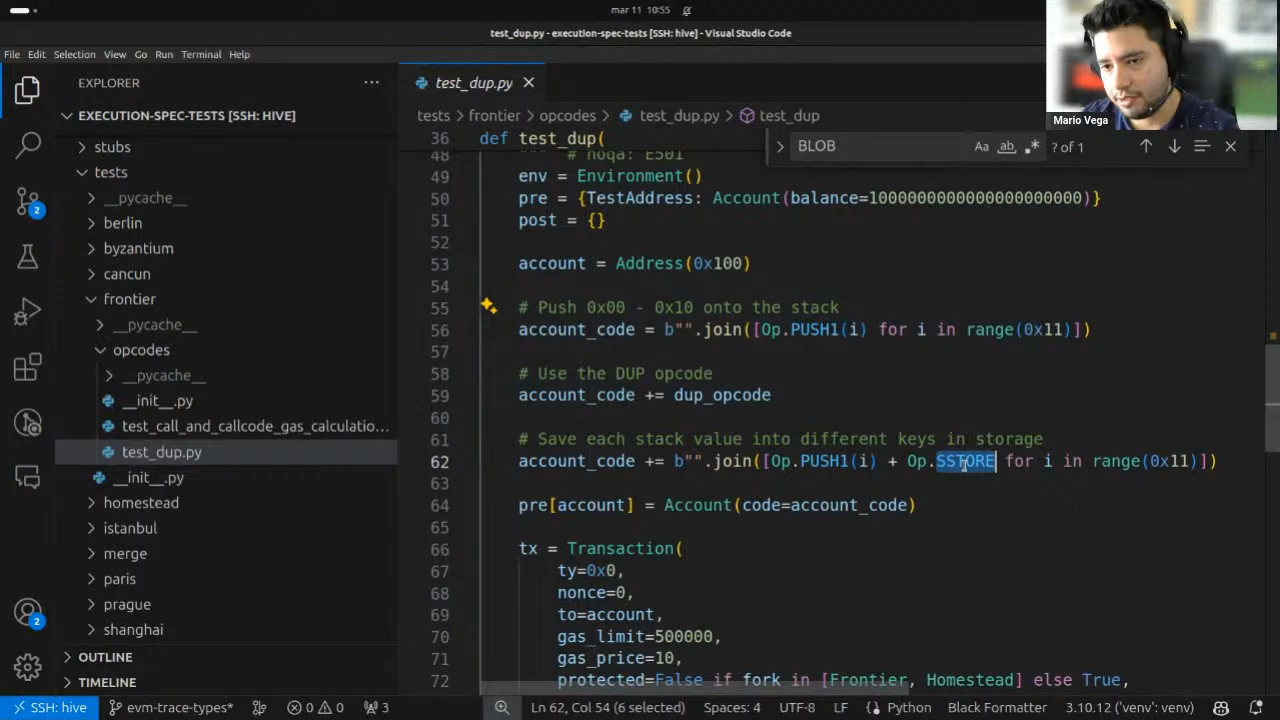 mar 11 10:55
test_dup.py - execution-spec-tests [SSH: hive] - Visual Studio Code
File Edit Selection View Go Run Terminal Help
Mario Vega
EXPLORER
test_dup.py
EXECUTION-SPEC-TESTS [SSH: HIVE]
tests > frontier > opcodes > test_dup.py > test_dup
stubs
tests
__pycache__
berlin
byzantium
cancun
frontier
__pycache__
opcodes
__pycache__
__init__.py
test_call_and_callcode_gas_calculatio...
test_dup.py
__init__.py
homestead
istanbul
merge
paris
prague
shanghai
OUTLINE
TIMELINE
2
2
BLOB
Aa ab .* ? of 1
36 def test_dup(
48 """ # noqa: E501
49 env = Environment()
50 pre = {TestAddress: Account(balance=1000000000000000000000)}
51 post = {}
52
53 account = Address(0x100)
54
55 # Push 0x00 - 0x10 onto the stack
56 account_code = b"".join([Op.PUSH1(i) for i in range(0x11)])
57
58 # Use the DUP opcode
59 account_code += dup_opcode
60
61 # Save each stack value into different keys in storage
62 account_code += b"".join([Op.PUSH1(i) + Op.SSTORE for i in range(0x11)])
63
64 pre[account] = Account(code=account_code)
65
66 tx = Transaction(
67 ty=0x0,
68 nonce=0,
69 to=account,
70 gas_limit=500000,
71 gas_price=10,
72 protected=False if fork in [Frontier, Homestead] else True,
SSH: hive evm-trace-types* 0 0 3 Ln 62, Col 54 (6 selected) Spaces: 4 UTF-8 LF Python Black Formatter 3.10.12 ('venv': venv)